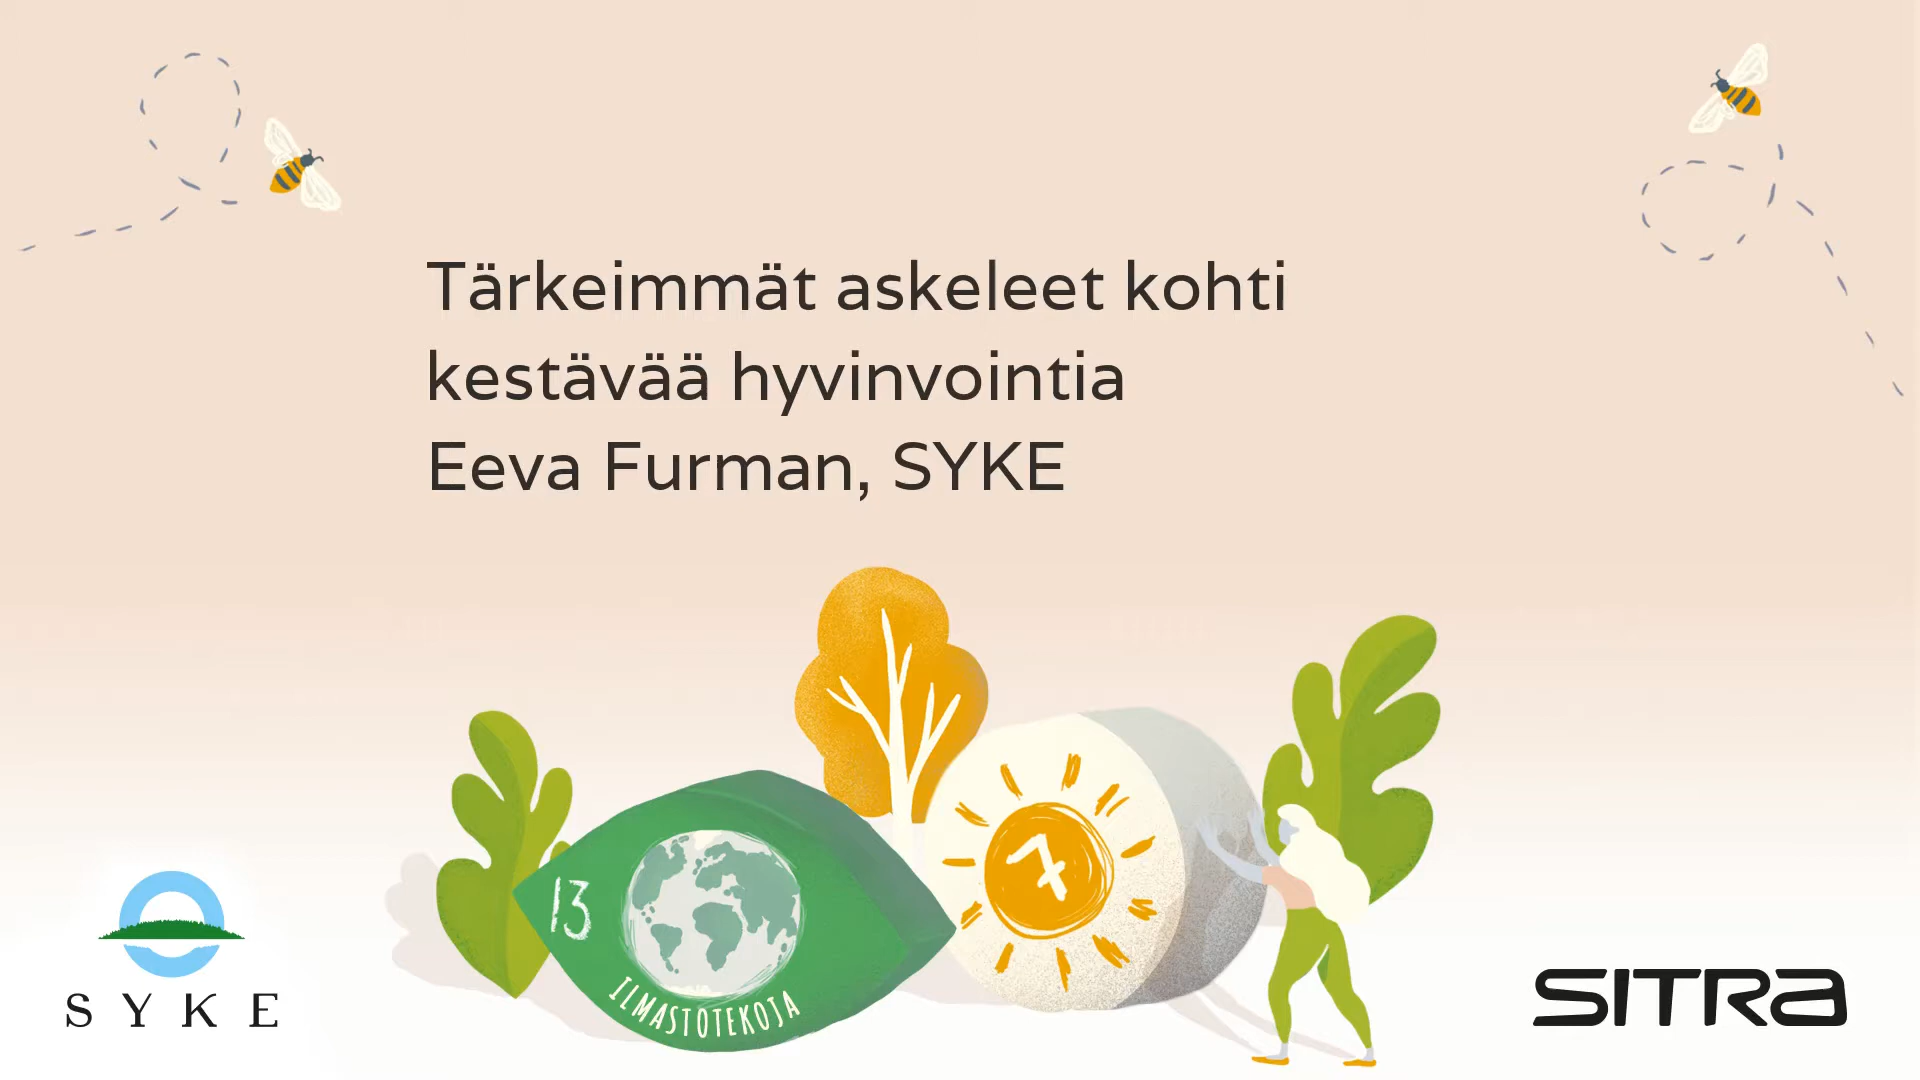 Tärkeimmät askeleet kohti
kestävää hyvinvointia
Eeva Furman, SYKE
7
13
ILMASTOTEKOJA
SYKE
SITRA